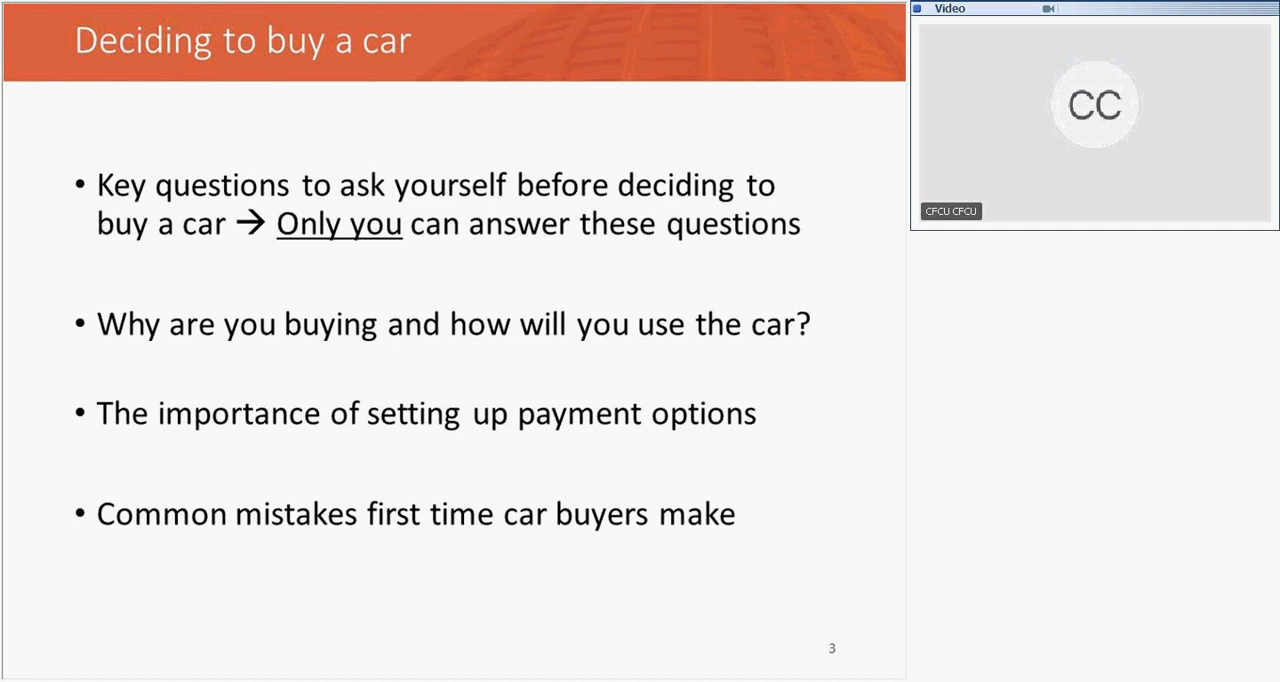 Deciding to buy a car
• Key questions to ask yourself before deciding to
buy a car → Only you can answer these questions
• Why are you buying and how will you use the car?
• The importance of setting up payment options
• Common mistakes first time car buyers make
3
Video
CC
CFCU CFCU